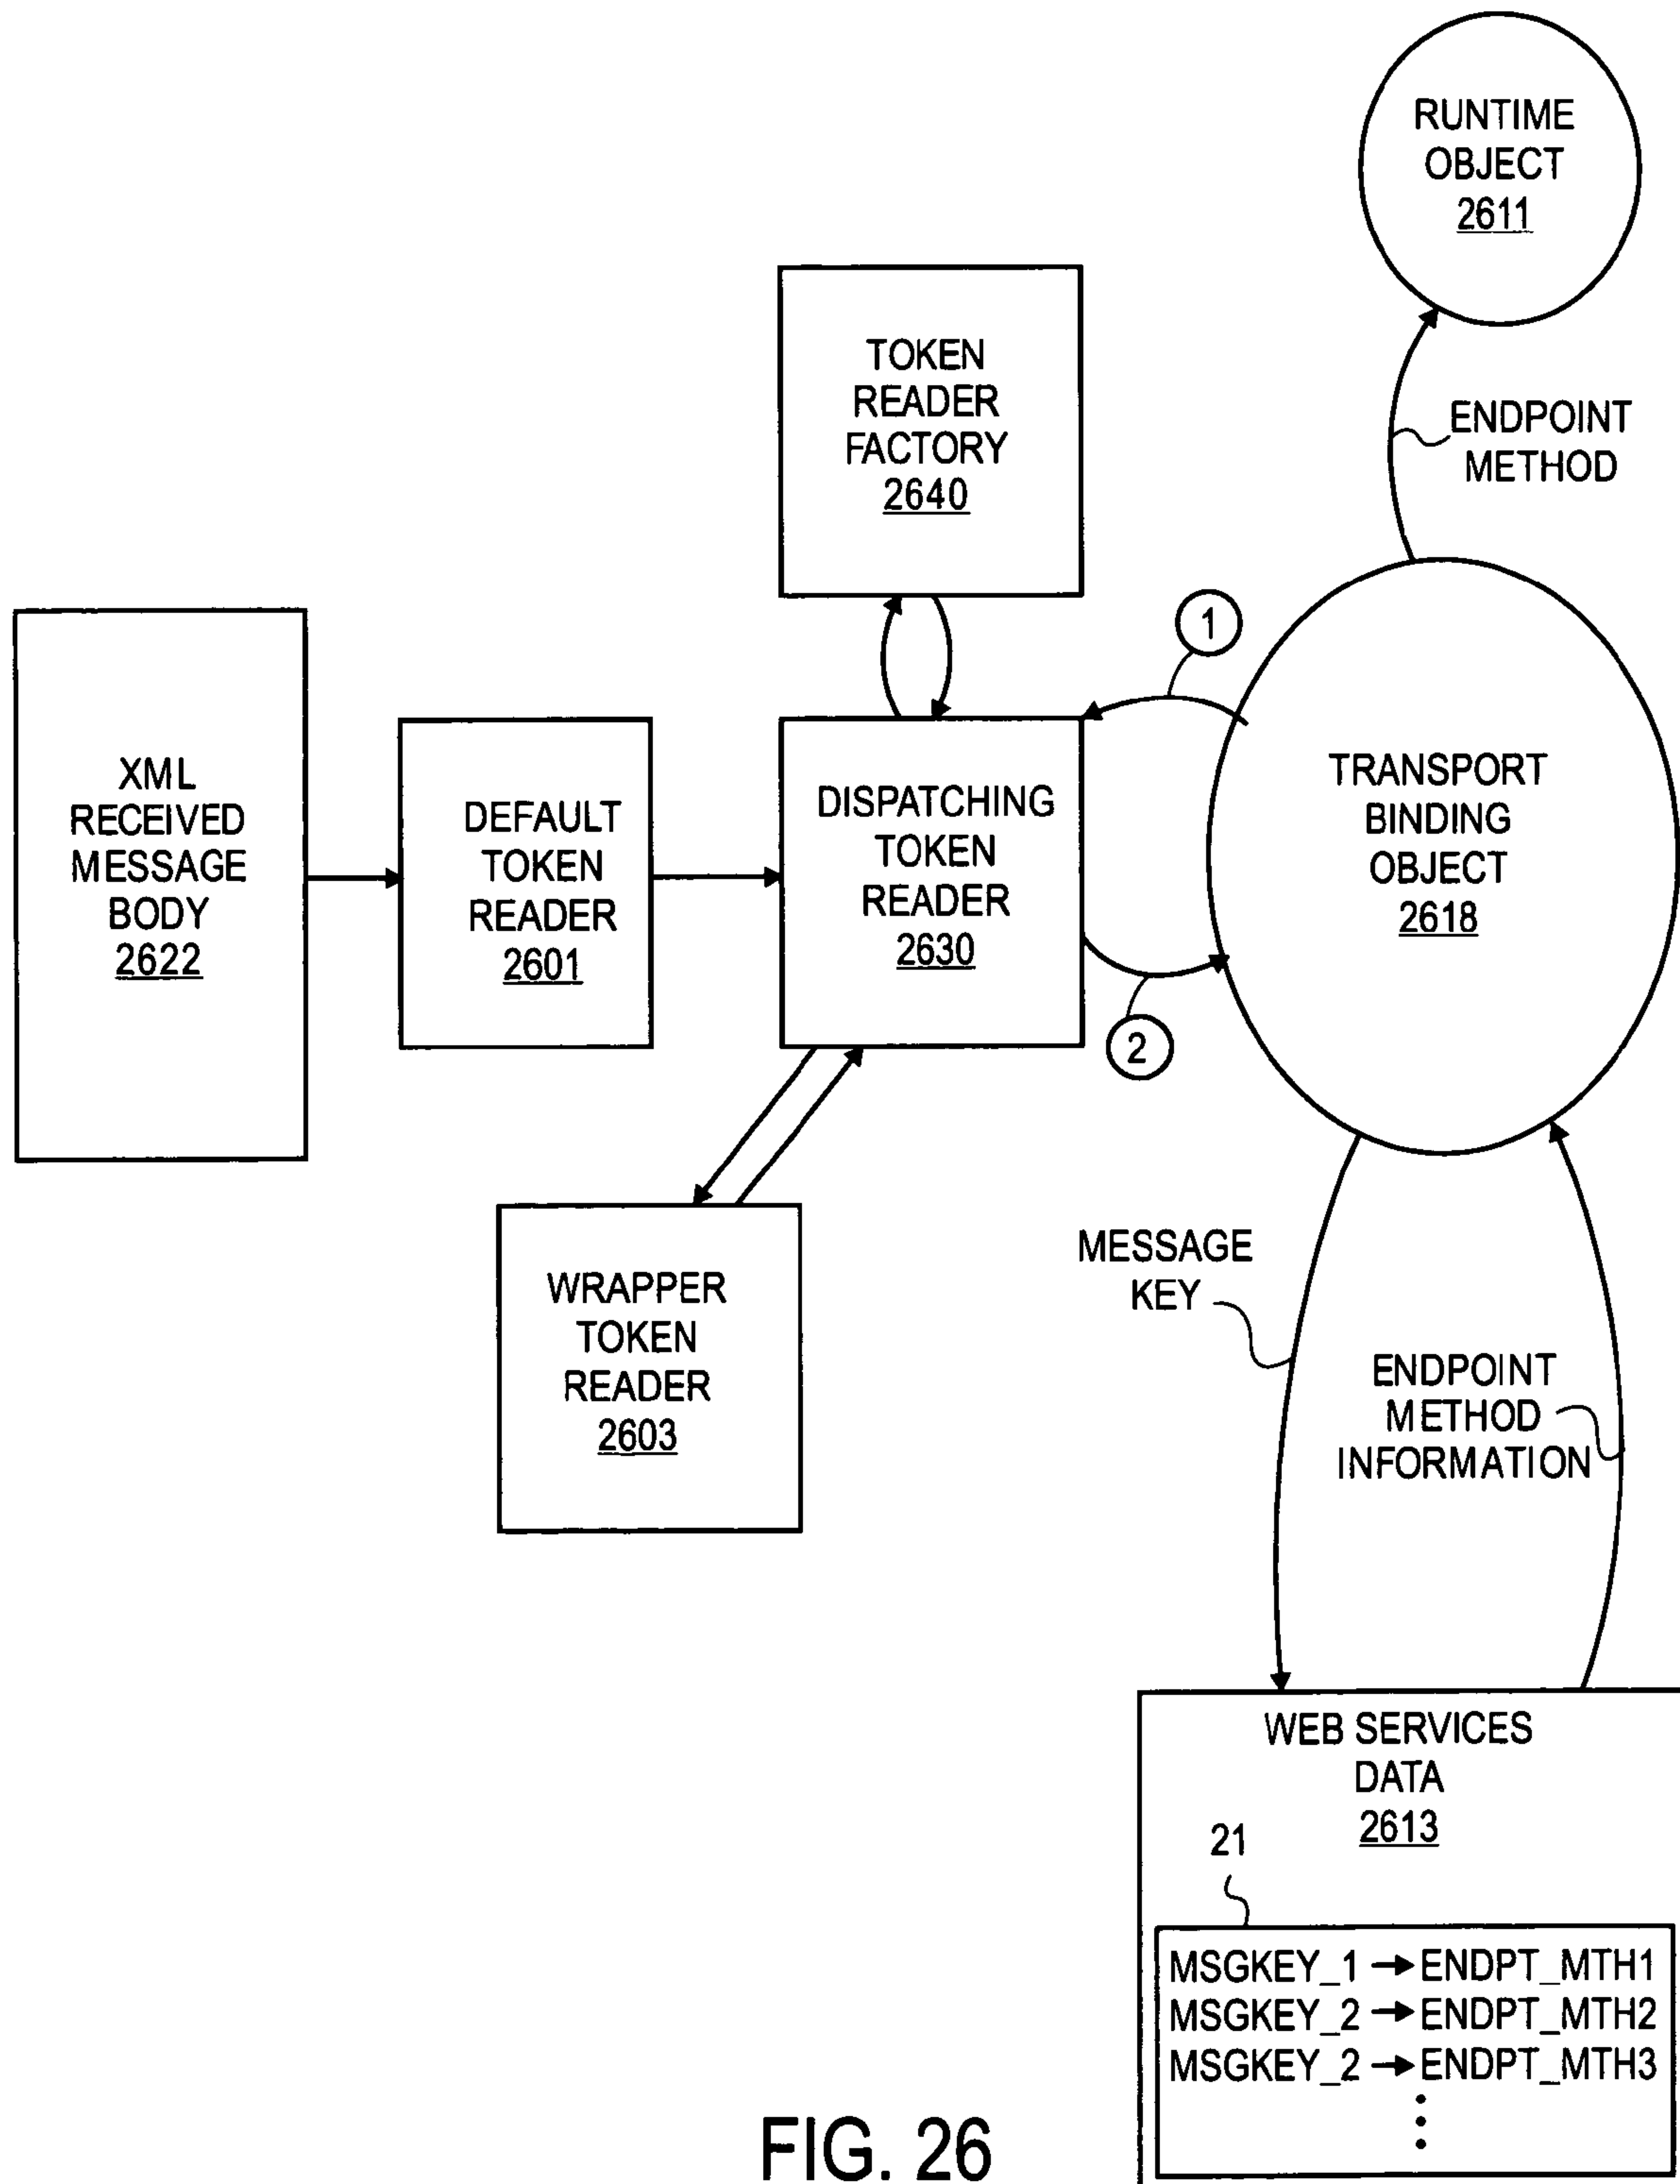 RUNTIME
OBJECT
2611
TOKEN
READER
FACTORY
2640
ENDPOINT
METHOD
1
XML
RECEIVED
MESSAGE
BODY
2622
DEFAULT
TOKEN
READER
2601
DISPATCHING
TOKEN
READER
2630
TRANSPORT
BINDING
OBJECT
2618
2
WRAPPER
TOKEN
READER
2603
MESSAGE
KEY
ENDPOINT
METHOD
INFORMATION
WEB SERVICES
DATA
2613
21
MSGKEY_1 → ENDPT_MTH1
MSGKEY_2 → ENDPT_MTH2
MSGKEY_2 → ENDPT_MTH3
FIG. 26